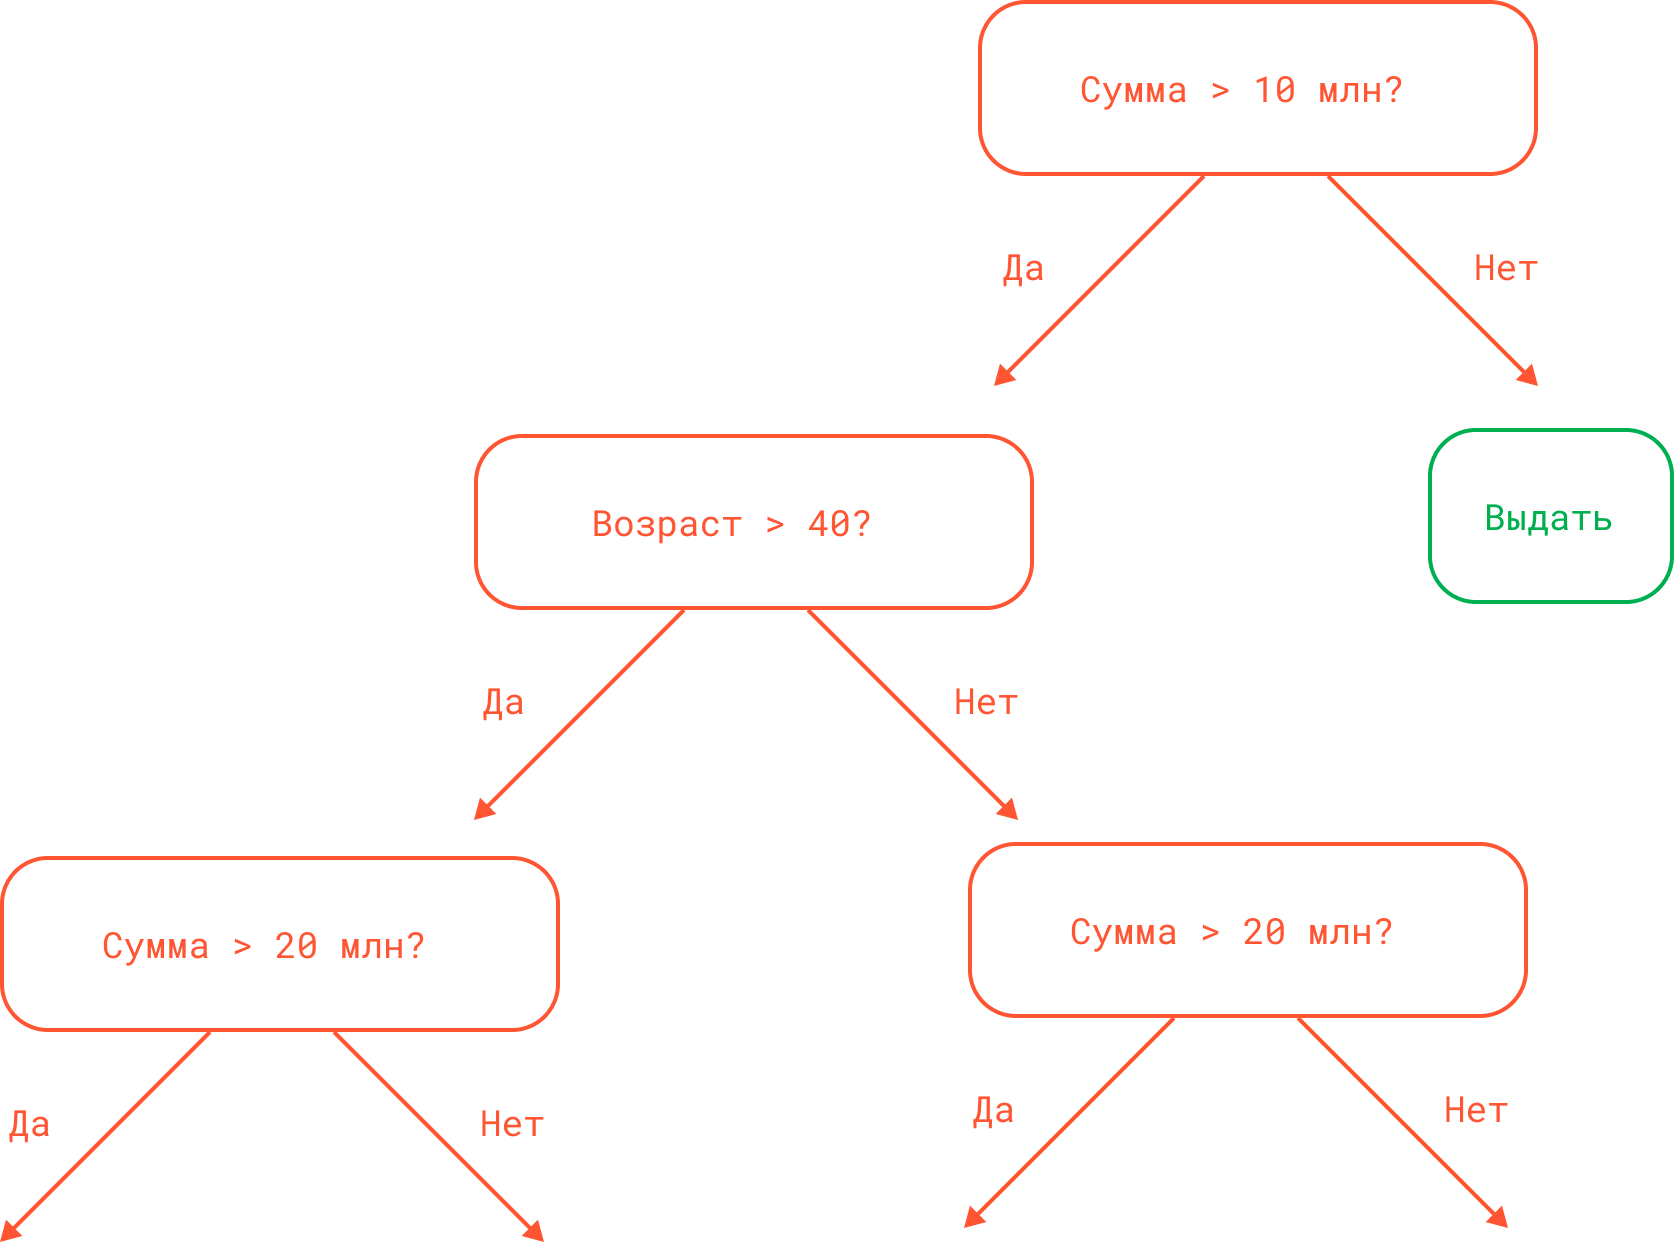 Сумма > 10 млн?
Да
Нет
Возраст > 40?
Выдать
Да
Нет
Сумма > 20 млн?
Сумма > 20 млн?
Да
Нет
Да
Нет